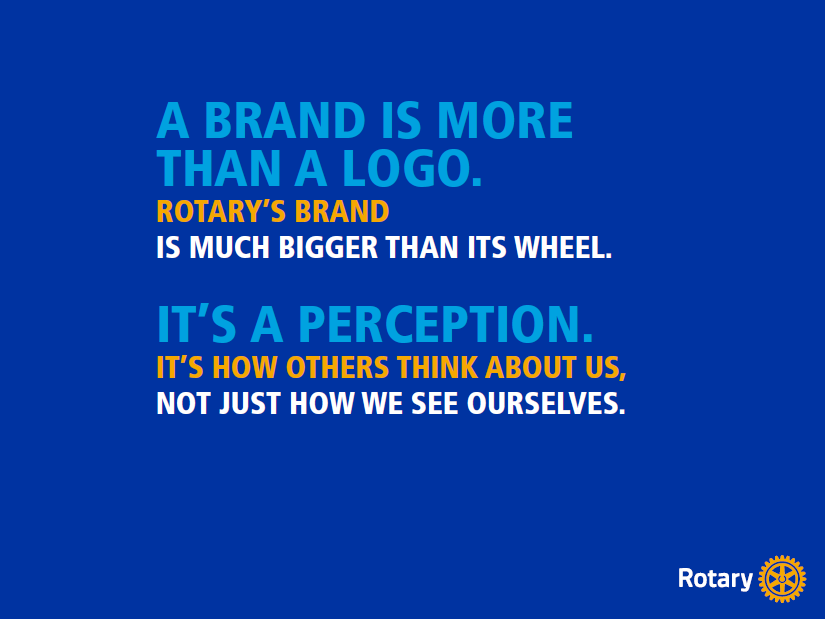 A BRAND IS MORE
THAN A LOGO.
ROTARY’S BRAND
IS MUCH BIGGER THAN ITS WHEEL.
IT’S A PERCEPTION.
IT’S HOW OTHERS THINK ABOUT US,
NOT JUST HOW WE SEE OURSELVES.
Rotary